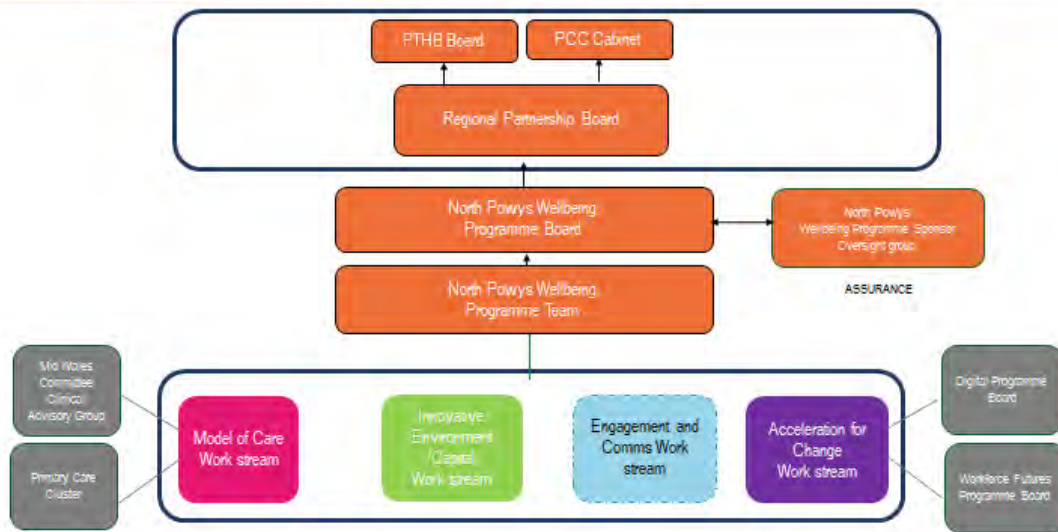 PTHB Board
PCC Cabinet
Regional Partnership Board
North Powys Wellbeing
Programme Board
North Powys
Wellbeing Programme Sponsor
Oversight group
ASSURANCE
North Powys Wellbeing
Programme Team
Mid Wales
Committee
Clinical
Advisory Group
Primary Care
Cluster
Model of Care
Work stream
Innovative
Environment
/Capital
Work stream
Engagement and
Comms Work
stream
Acceleration for
Change
Work stream
Digital Programme
Board
Workforce Futures
Programme Board